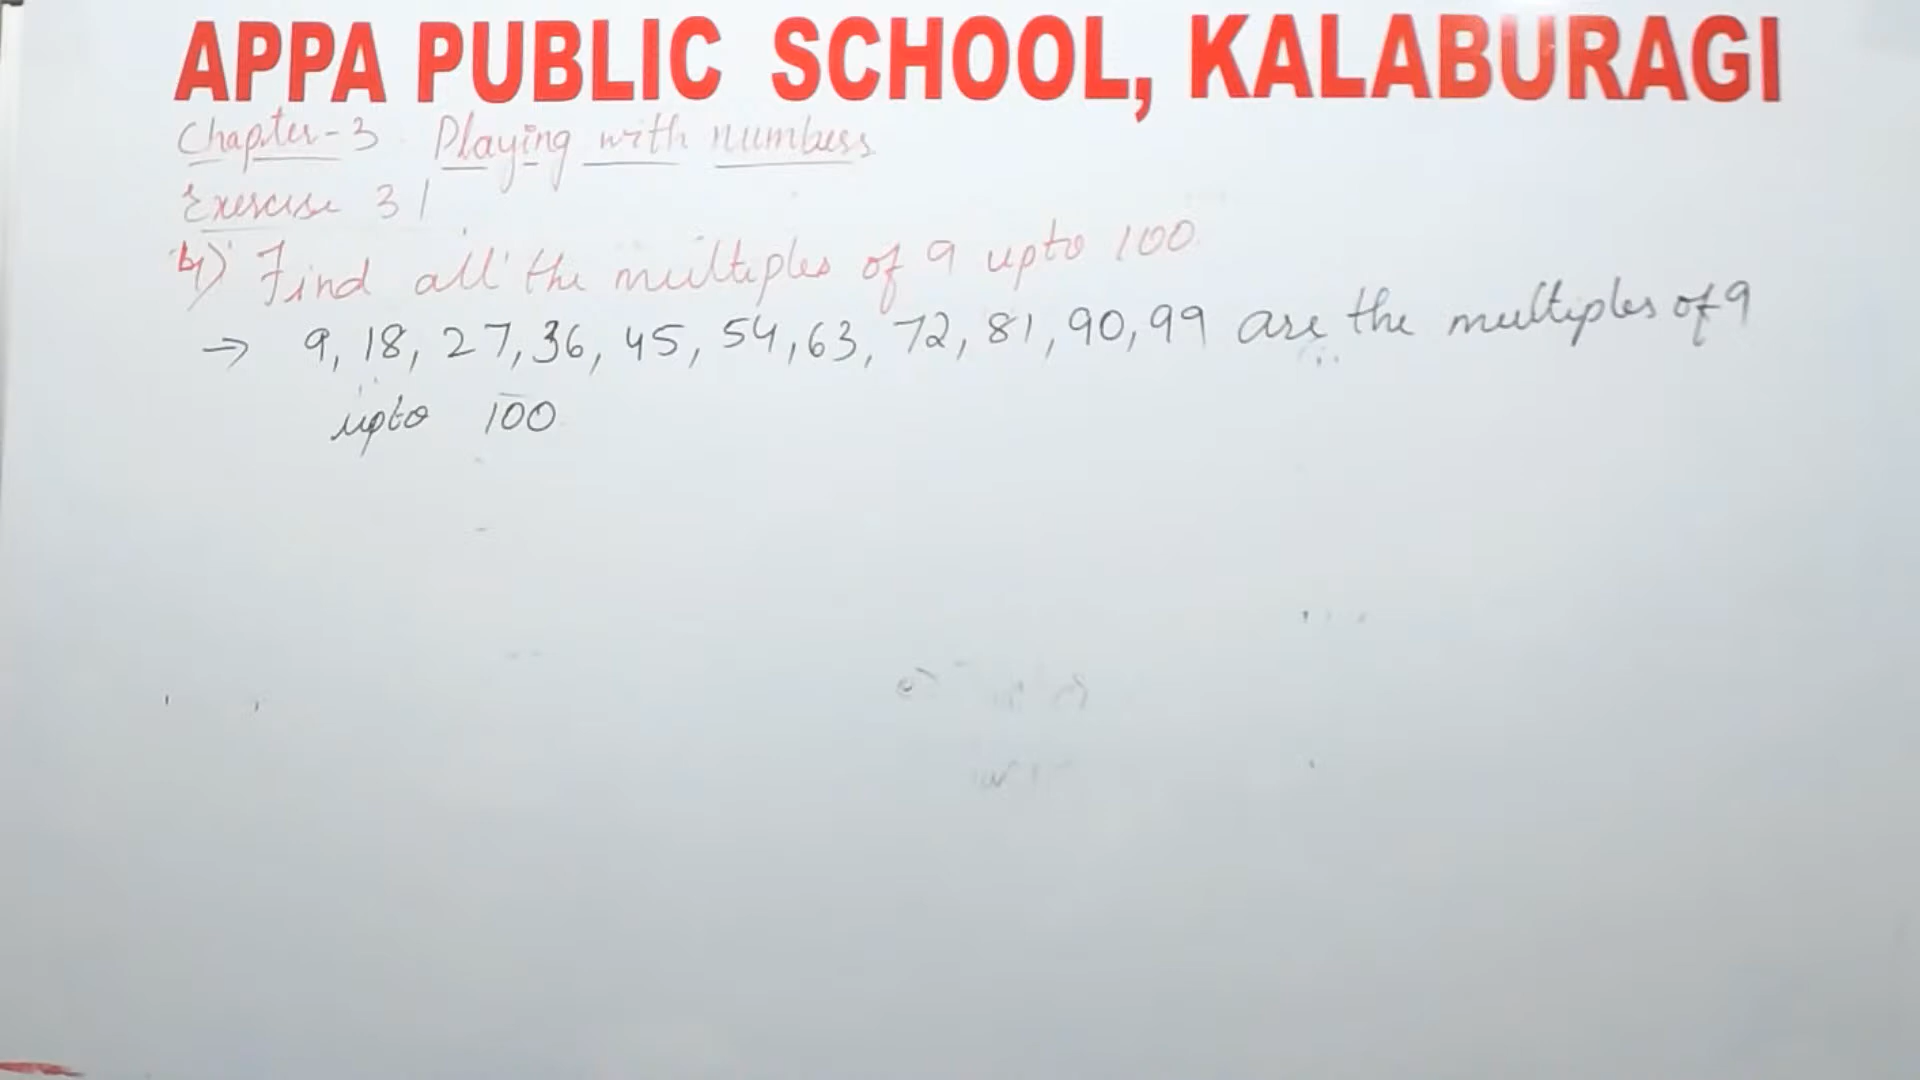 APPA PUBLIC SCHOOL, KALABURAGI
Chapter-3 Playing with numbers
Exercise 3.1
4) Find all the multiples of 9 upto 100
→ 9, 18, 27, 36, 45, 54, 63, 72, 81, 90, 99 are the multiples of 9
upto 100